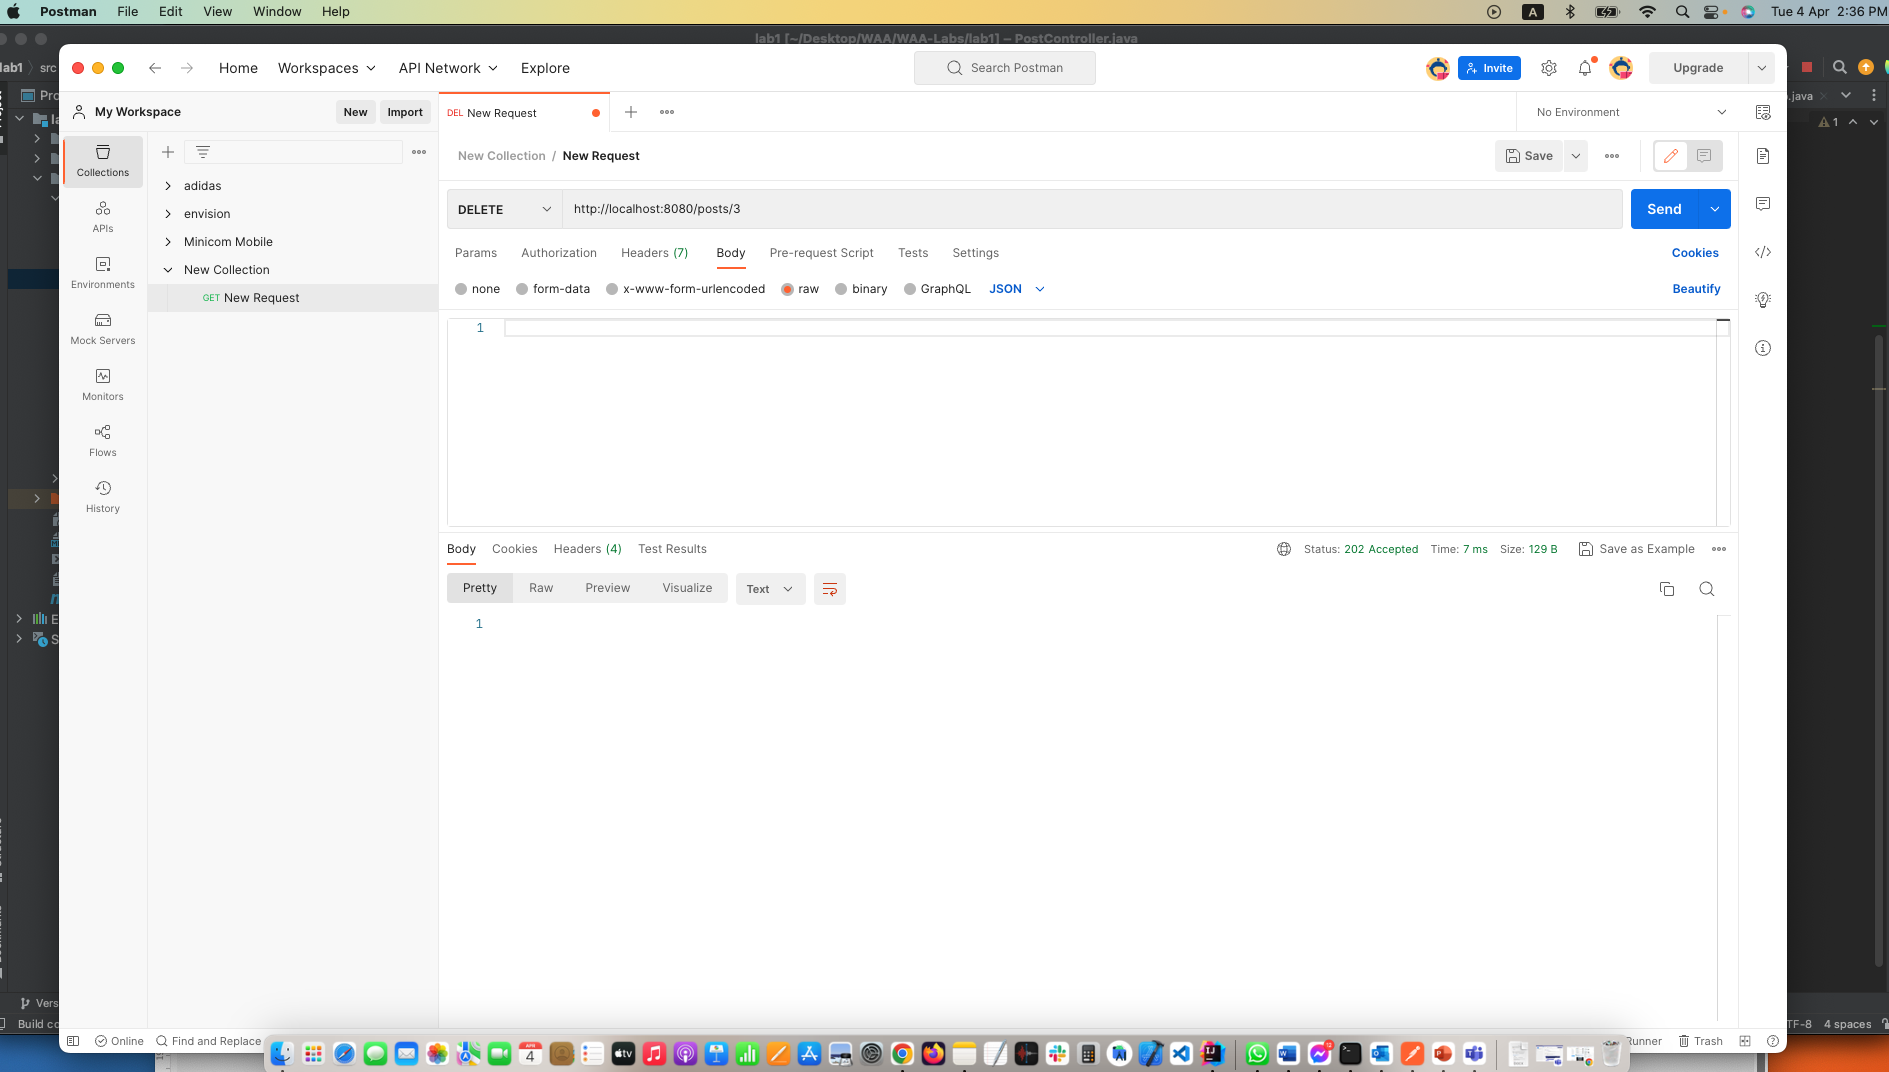 Postman File Edit View Window Help
A Tue 4 Apr 2:36 PM
lab1 [~/Desktop/WAA/WAA-Labs/lab1] – PostController.java
lab1 src
Home Workspaces API Network Explore
Search Postman
Invite
Upgrade
My Workspace
New Import
DEL New Request
No Environment
.java
1
New Collection / New Request
Save
Collections
APIs
Environments
Mock Servers
Monitors
Flows
History
adidas
envision
Minicom Mobile
New Collection
GET New Request
DELETE
http://localhost:8080/posts/3
Send
Params Authorization Headers (7) Body Pre-request Script Tests Settings
Cookies
none form-data x-www-form-urlencoded raw binary GraphQL JSON
Beautify
1
Body Cookies Headers (4) Test Results
Status: 202 Accepted Time: 7 ms Size: 129 B Save as Example
Pretty Raw Preview Visualize Text
1
Online Find and Replace
Trash
4 spaces
APR
4
tv